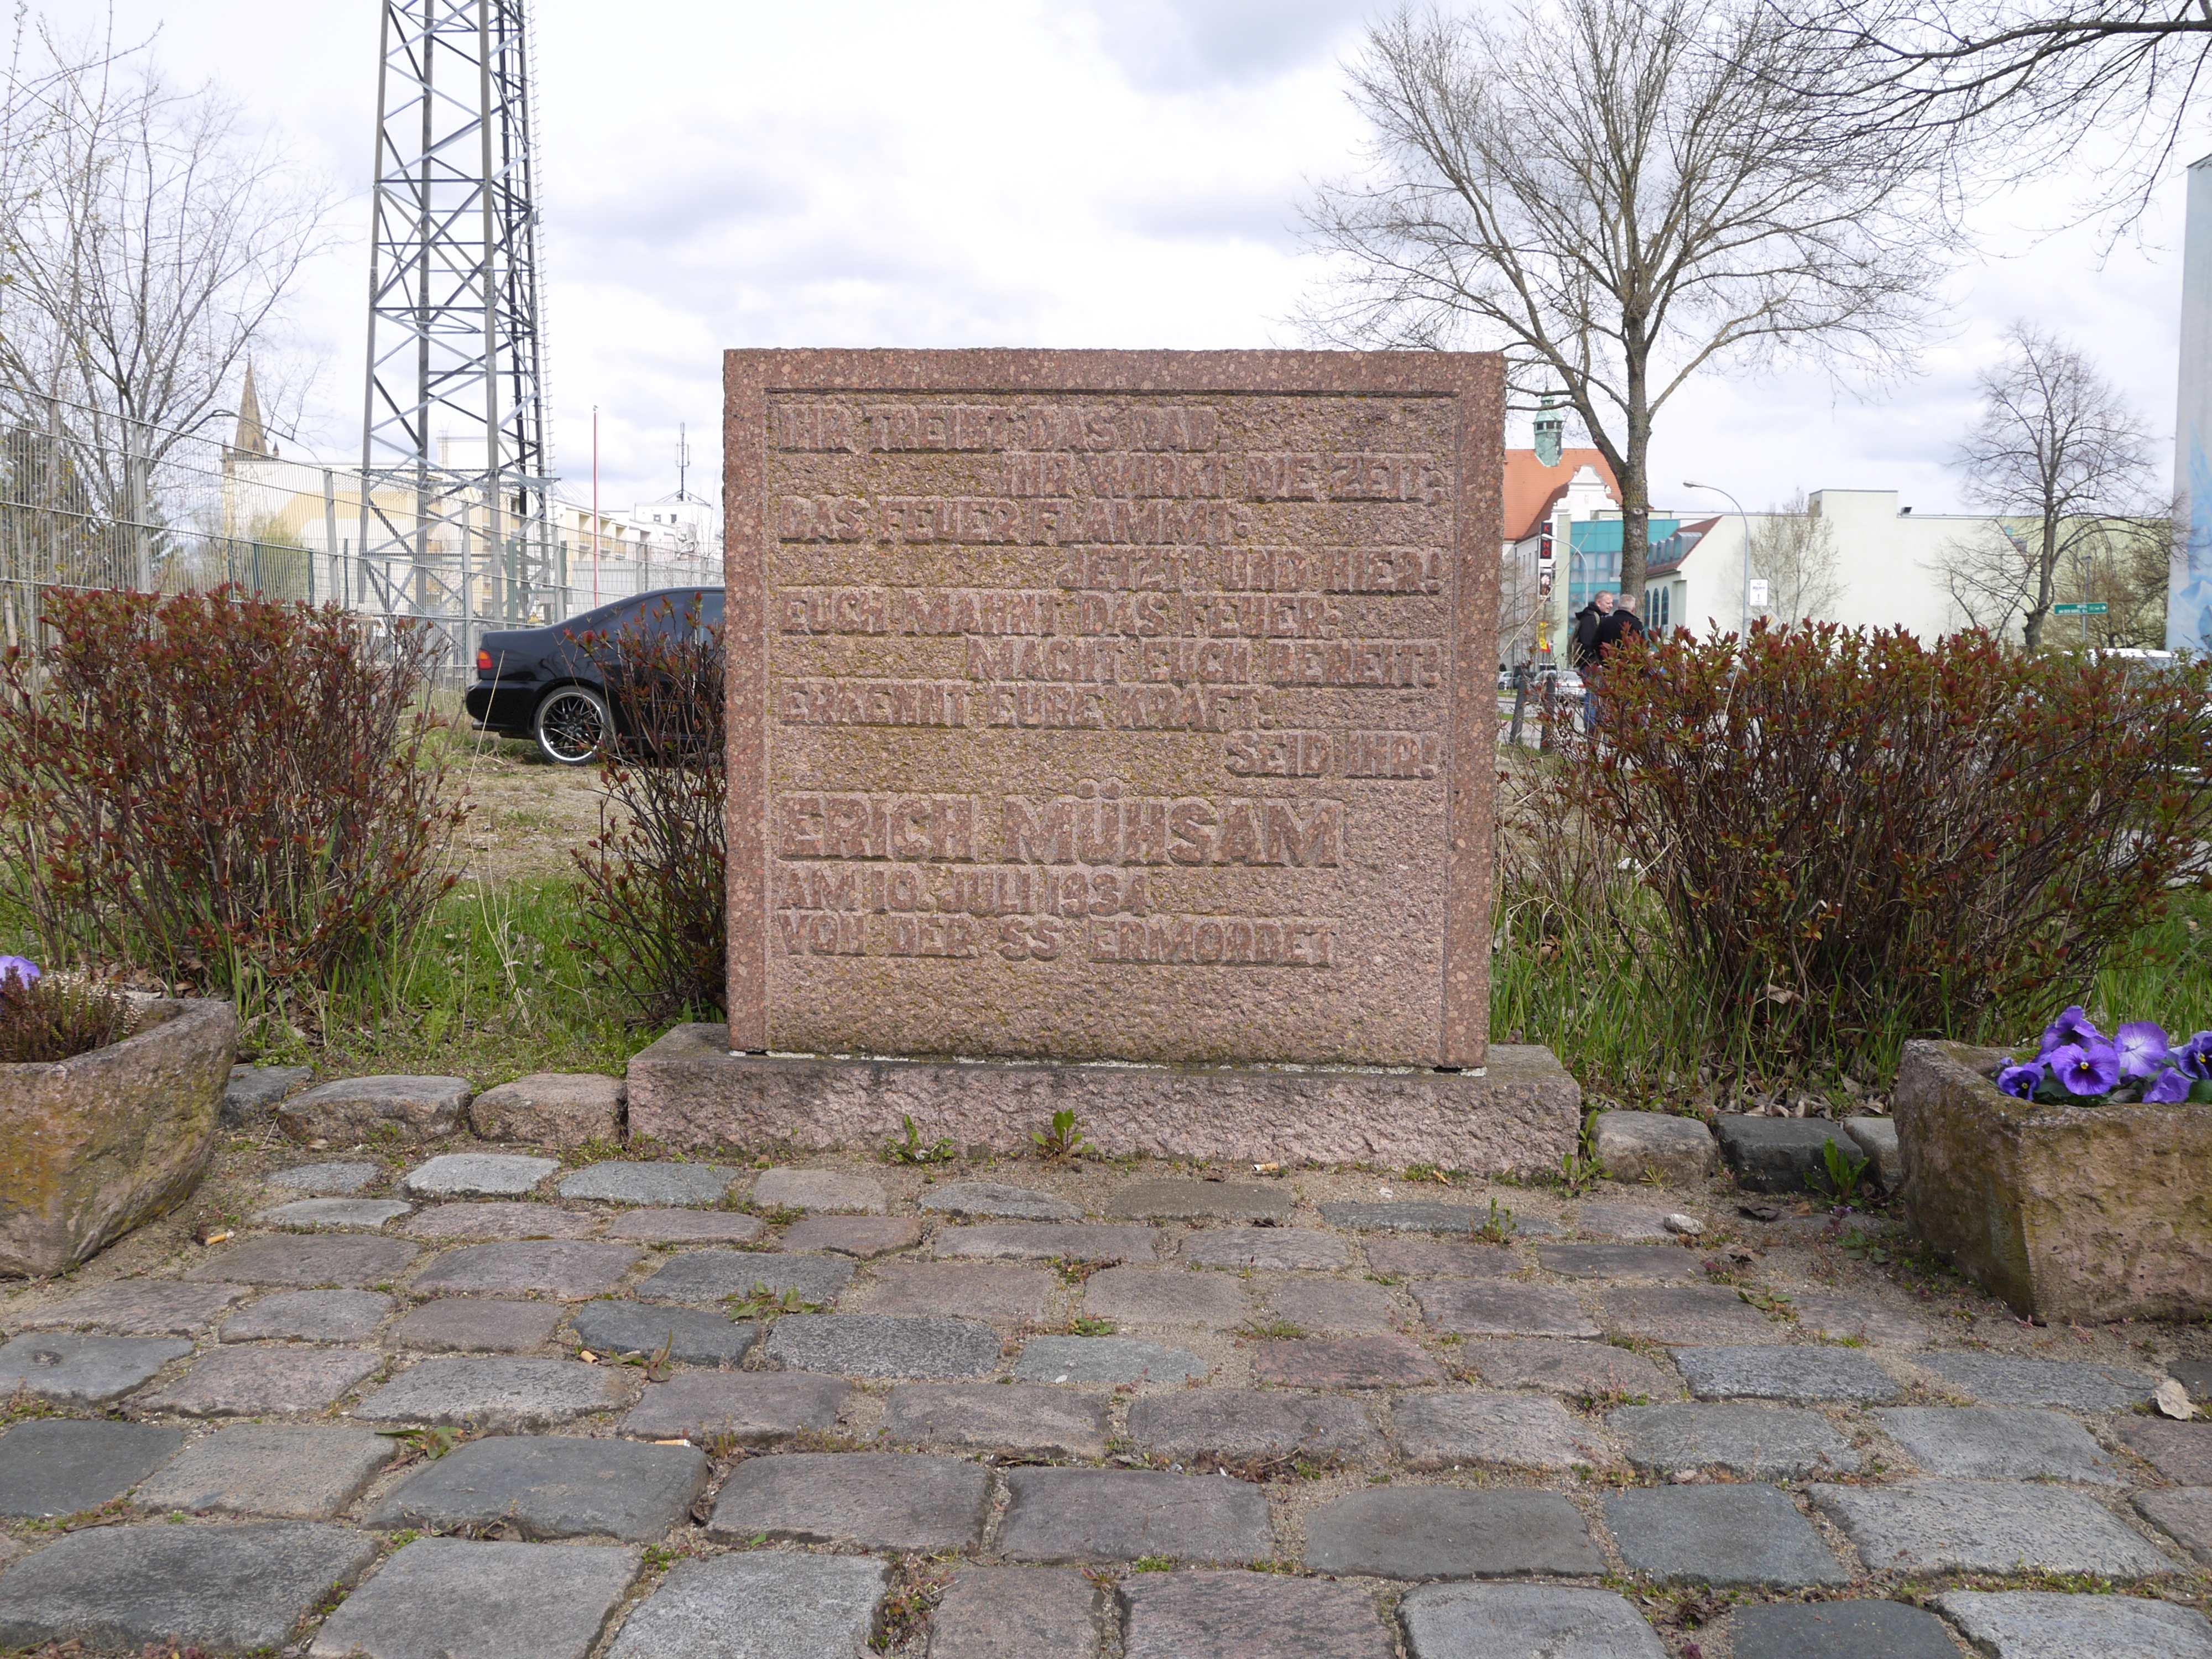 IHR TREIBT DAS RAD.
IHR WIRKT DIE ZEIT.
DAS FEUER FLAMMT.
JETZT! UND HIER!
EUCH MAHNT DAS FEUER:
MACHT EUCH BEREIT!
ERKENNT EURE KRAFT.
SEID IHR!
ERICH MÜHSAM
AM 10. JULI 1934
VON DER SS ERMORDET